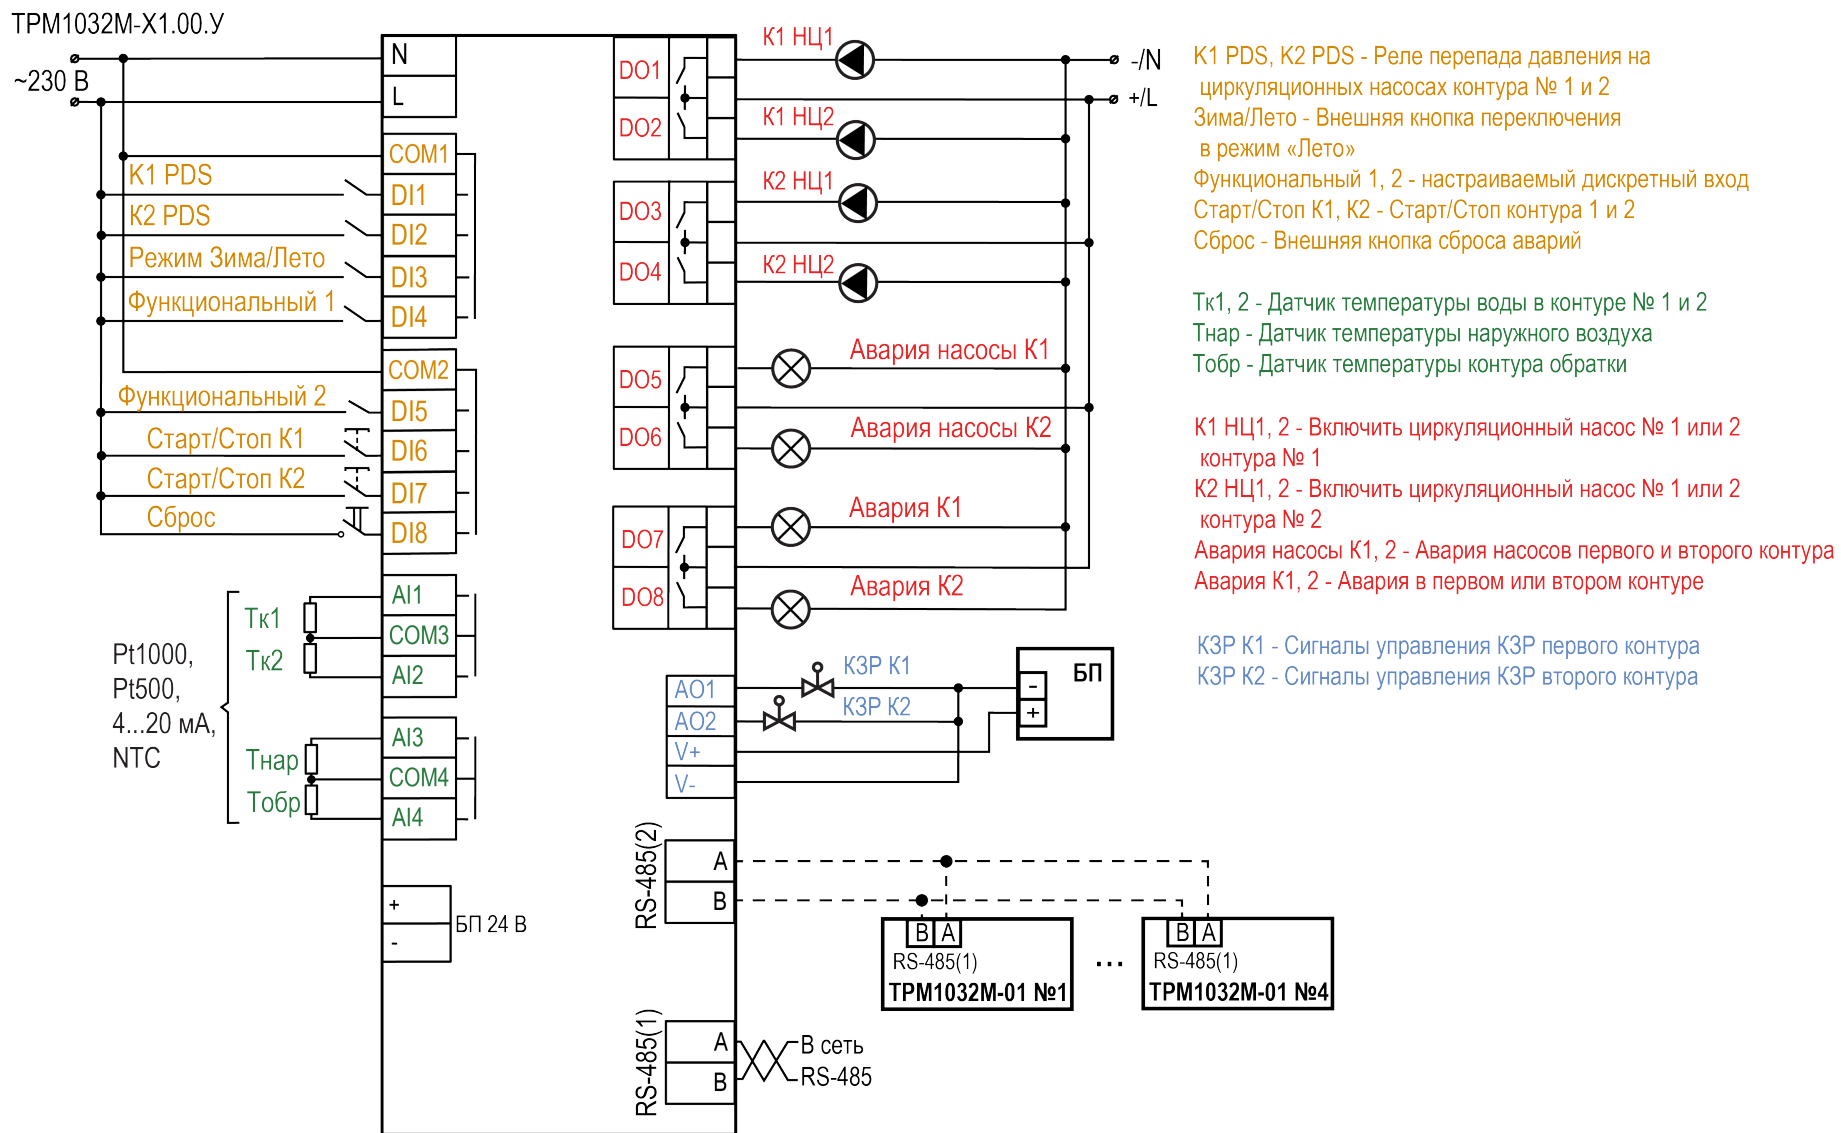 ТРМ1032М-Х1.00.У
~230 В
N
L
COM1
K1 PDS
DI1
К2 PDS
DI2
Режим Зима/Лето
DI3
Функциональный 1
DI4
COM2
Функциональный 2
DI5
Старт/Стоп К1
DI6
Старт/Стоп К2
DI7
Сброс
DI8
Pt1000,
Pt500,
4...20 мА,
NTC
Тк1
Тк2
AI1
COM3
AI2
Тнар
Тобр
AI3
COM4
AI4
+
-
БП 24 В
DO1
DO2
К1 НЦ1
К1 НЦ2
-/N
+/L
DO3
DO4
К2 НЦ1
К2 НЦ2
DO5
DO6
Авария насосы К1
Авария насосы К2
DO7
DO8
Авария К1
Авария К2
AO1
AO2
V+
V-
КЗР К1
КЗР К2
БП
-
+
RS-485(2)
A
B
B A
RS-485(1)
ТРМ1032М-01 №1
...
B A
RS-485(1)
ТРМ1032М-01 №4
RS-485(1)
A
B
В сеть
RS-485
K1 PDS, K2 PDS - Реле перепада давления на
циркуляционных насосах контура № 1 и 2
Зима/Лето - Внешняя кнопка переключения
в режим «Лето»
Функциональный 1, 2 - настраиваемый дискретный вход
Старт/Стоп К1, К2 - Старт/Стоп контура 1 и 2
Сброс - Внешняя кнопка сброса аварий
Тк1, 2 - Датчик температуры воды в контуре № 1 и 2
Тнар - Датчик температуры наружного воздуха
Тобр - Датчик температуры контура обратки
К1 НЦ1, 2 - Включить циркуляционный насос № 1 или 2
контура № 1
К2 НЦ1, 2 - Включить циркуляционный насос № 1 или 2
контура № 2
Авария насосы К1, 2 - Авария насосов первого и второго контура
Авария К1, 2 - Авария в первом или втором контуре
КЗР К1 - Сигналы управления КЗР первого контура
КЗР К2 - Сигналы управления КЗР второго контура